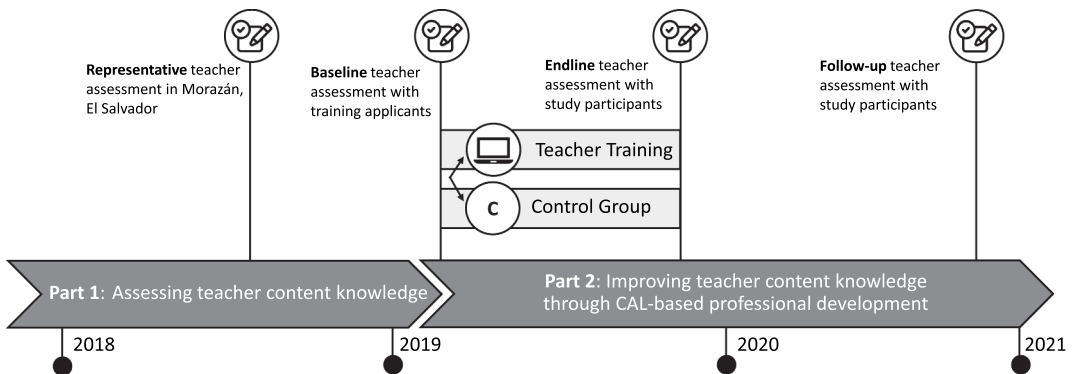 Representative teacher
assessment in Morazán,
El Salvador
Baseline teacher
assessment with
training applicants
Endline teacher
assessment with
study participants
Follow-up teacher
assessment with
study participants
Teacher Training
C
Control Group
Part 1: Assessing teacher content knowledge
Part 2: Improving teacher content knowledge
through CAL-based professional development
2018
2019
2020
2021